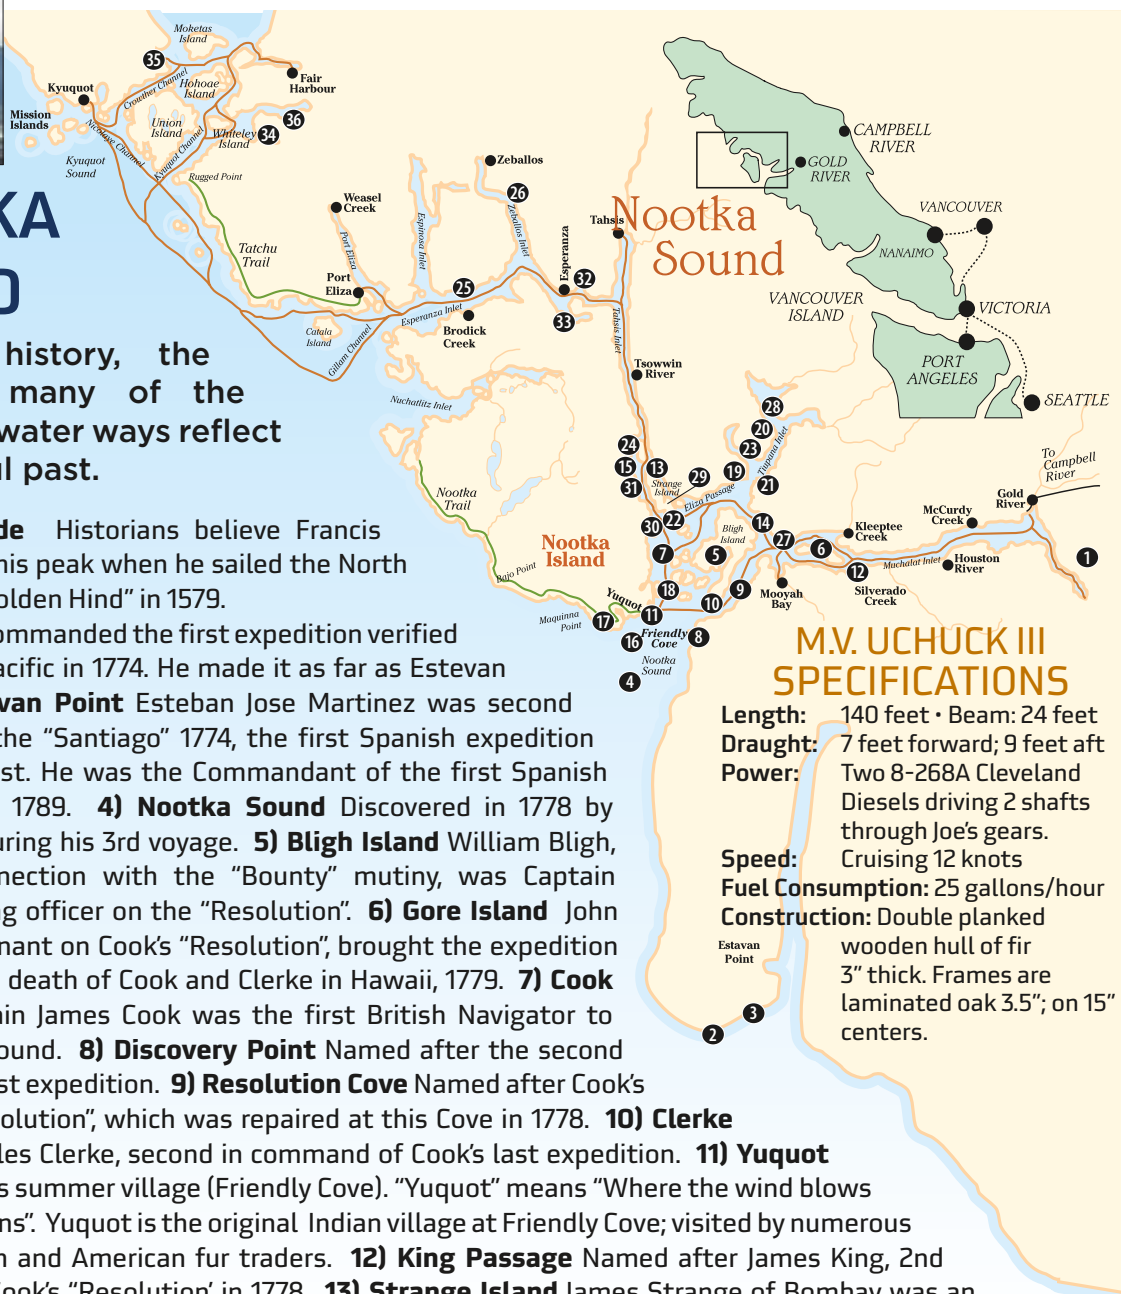 Moketas
Island
35
Crowther Channel
Hohoae
Island
Fair
Harbour
Kyuquot
Mission
Islands
Nicolaye Channel
Union
Island
Kyuquot Channel
Whiteley
Island
34
36
Kyuquot
Sound
Rugged Point
Tatchu
Trail
Weasel
Creek
Port Eliza
Port
Eliza
Espinosa Inlet
Zeballos
26
Zeballos Inlet
25
Esperanza Inlet
Brodick
Creek
Catala
Island
Gillam Channel
Esperanza
32
33
Tahsis
Tahsis Inlet
Nootka
Sound
Tsowwin
River
Nuchatlitz Inlet
CAMPBELL
RIVER
GOLD
RIVER
VANCOUVER
NANAIMO
VANCOUVER
ISLAND
VICTORIA
PORT
ANGELES
SEATTLE
KA
D
history, the
many of the
water ways reflect
ul past.
28
20
23
Tlupana Inlet
19
21
24
15
13
31
Strange
Island
29
Eliza Passage
30
22
Bligh
Island
14
27
7
5
6
Kleeptee
Creek
McCurdy
Creek
Gold
River
To
Campbell
River
Muchalat Inlet
Houston
River
1
12
Silverado
Creek
Mooyah
Bay
9
10
18
Nootka
Trail
Nootka
Island
Bajo Point
Yuquot
11
17
Maquinna
Point
16
Friendly
Cove
8
Nootka
Sound
4
Estavan
Point
3
2
M.V. UCHUCK III
SPECIFICATIONS
Length: 140 feet • Beam: 24 feet
Draught: 7 feet forward; 9 feet aft
Power: Two 8-268A Cleveland
Diesels driving 2 shafts
through Joe's gears.
Speed: Cruising 12 knots
Fuel Consumption: 25 gallons/hour
Construction: Double planked
wooden hull of fir
3" thick. Frames are
laminated oak 3.5"; on 15"
centers.
de Historians believe Francis
his peak when he sailed the North
olden Hind” in 1579.
ommanded the first expedition verified
acific in 1774. He made it as far as Estevan
van Point Esteban Jose Martinez was second
the “Santiago” 1774, the first Spanish expedition
st. He was the Commandant of the first Spanish
1789. 4) Nootka Sound Discovered in 1778 by
uring his 3rd voyage. 5) Bligh Island William Bligh,
nection with the “Bounty” mutiny, was Captain
g officer on the “Resolution”. 6) Gore Island John
nant on Cook’s “Resolution”, brought the expedition
death of Cook and Clerke in Hawaii, 1779. 7) Cook
ain James Cook was the first British Navigator to
ound. 8) Discovery Point Named after the second
st expedition. 9) Resolution Cove Named after Cook’s
solution”, which was repaired at this Cove in 1778. 10) Clerke
les Clerke, second in command of Cook’s last expedition. 11) Yuquot
s summer village (Friendly Cove). “Yuquot” means “Where the wind blows
ns”. Yuquot is the original Indian village at Friendly Cove; visited by numerous
n and American fur traders. 12) King Passage Named after James King, 2nd
Cook’s “Resolution’ in 1778. 13) Strange Island James Strange of Bombay was an